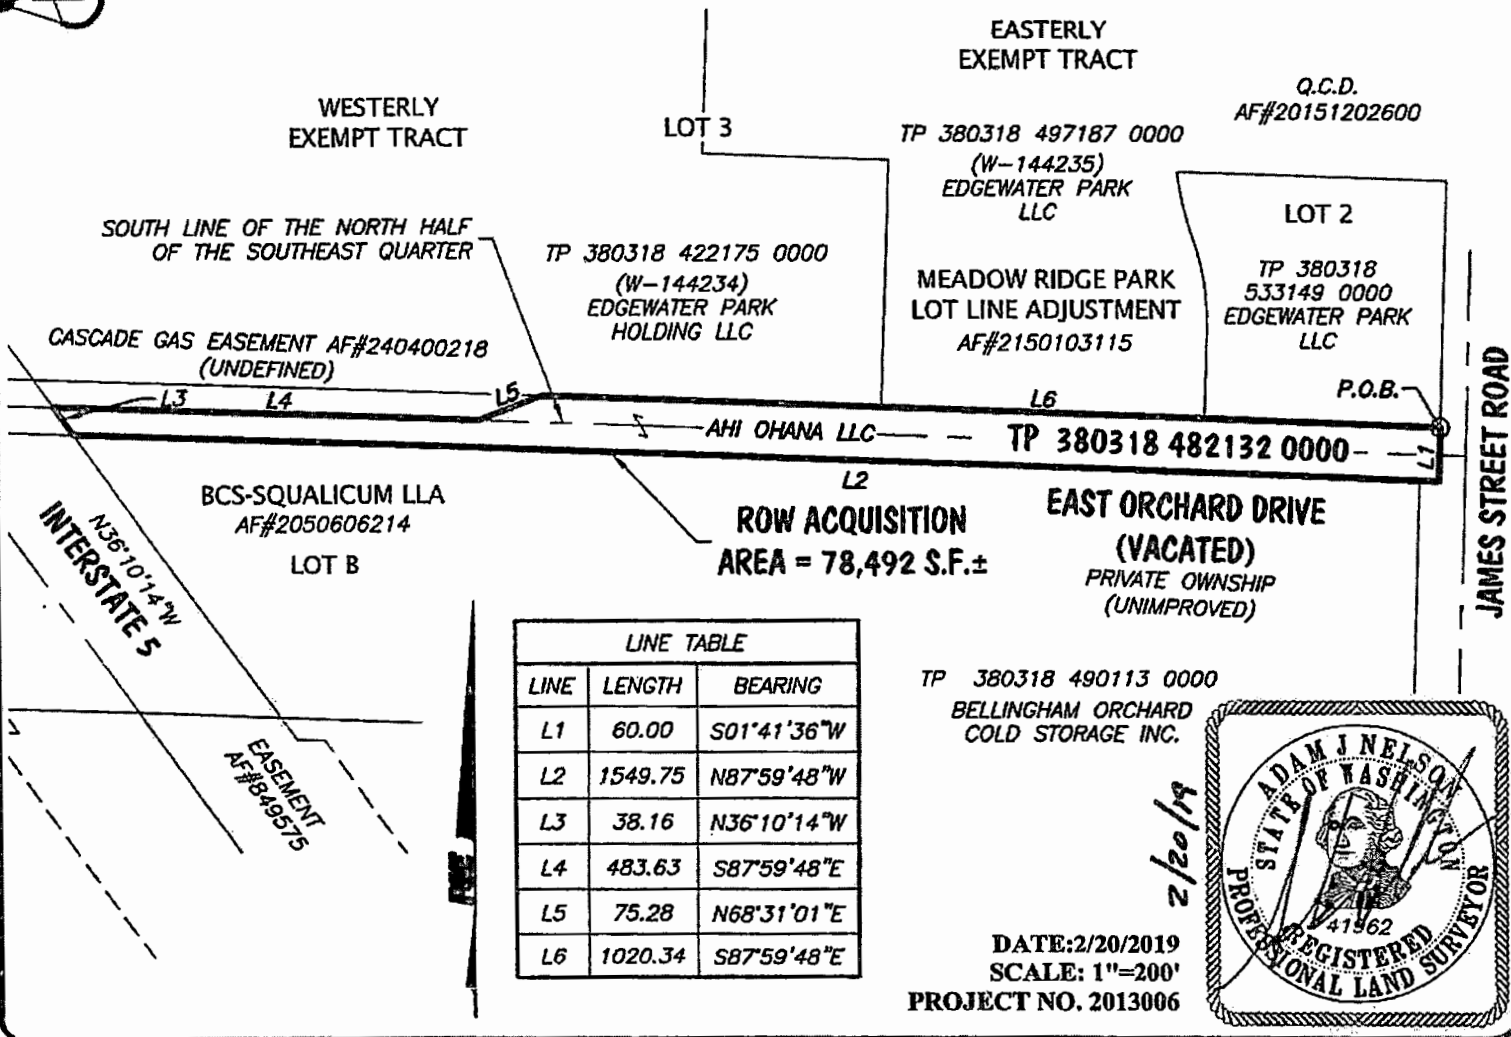 EASTERLY
EXEMPT TRACT
Q.C.D.
AF#20151202600
WESTERLY
EXEMPT TRACT
LOT 3
TP 380318 497187 0000
(W-144235)
EDGEWATER PARK
LLC
LOT 2
SOUTH LINE OF THE NORTH HALF
OF THE SOUTHEAST QUARTER
TP 380318 422175 0000
(W-144234)
EDGEWATER PARK
HOLDING LLC
MEADOW RIDGE PARK
LOT LINE ADJUSTMENT
AF#2150103115
TP 380318
533149 0000
EDGEWATER PARK
LLC
CASCADE GAS EASEMENT AF#240400218
(UNDEFINED)
L3
L4
L5
L6
P.O.B.
JAMES STREET ROAD
AHI OHANA LLC
TP 380318 482132 0000
L1
L2
BCS-SQUALICUM LLA
AF#2050606214
LOT B
ROW ACQUISITION
AREA = 78,492 S.F.±
EAST ORCHARD DRIVE
(VACATED)
PRIVATE OWNSHIP
(UNIMPROVED)
N36°10'14"W
INTERSTATE 5
EASEMENT
AF#849575
LINE TABLE
LINE LENGTH BEARING
L1 60.00 S01°41'36"W
L2 1549.75 N87°59'48"W
L3 38.16 N36°10'14"W
L4 483.63 S87°59'48"E
L5 75.28 N68°31'01"E
L6 1020.34 S87°59'48"E
TP 380318 490113 0000
BELLINGHAM ORCHARD
COLD STORAGE INC.
2/20/19
ADAM J NELSON
STATE OF WASHINGTON
41962
REGISTERED
PROFESSIONAL LAND SURVEYOR
DATE:2/20/2019
SCALE: 1"=200'
PROJECT NO. 2013006